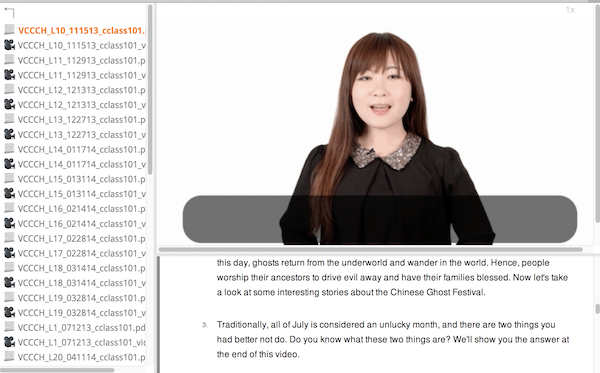 VCCCH_L10_111513_cclass101.
VCCCH_L10_111513_cclass101_v
VCCCH_L11_112913_cclass101.p
VCCCH_L11_112913_cclass101_v
VCCCH_L12_121313_cclass101.p
VCCCH_L12_121313_cclass101_v
VCCCH_L13_122713_cclass101.p
VCCCH_L13_122713_cclass101_v
VCCCH_L14_011714_cclass101.p
VCCCH_L14_011714_cclass101_v
VCCCH_L15_013114_cclass101.p
VCCCH_L15_013114_cclass101_v
VCCCH_L16_021414_cclass101.p
VCCCH_L16_021414_cclass101_v
VCCCH_L17_022814_cclass101.p
VCCCH_L17_022814_cclass101_v
VCCCH_L18_031414_cclass101.p
VCCCH_L18_031414_cclass101_v
VCCCH_L19_032814_cclass101.p
VCCCH_L19_032814_cclass101_v
VCCCH_L1_071213_cclass101.pd
VCCCH_L1_071213_cclass101_vid
VCCCH_L20_041114_cclass101.p
1x
this day, ghosts return from the underworld and wander in the world. Hence, people
worship their ancestors to drive evil away and have their families blessed. Now let's take
a look at some interesting stories about the Chinese Ghost Festival.
3. Traditionally, all of July is considered an unlucky month, and there are two things you
had better not do. Do you know what these two things are? We'll show you the answer at
the end of this video.